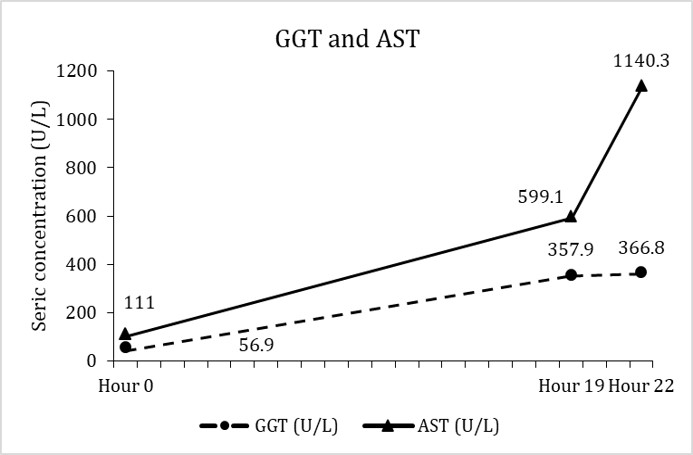 GGT and AST
Seric concentration (U/L)
1200
1000
800
600
400
200
0
1140.3
599.1
357.9
366.8
111
56.9
Hour 0
Hour 19
Hour 22
GGT (U/L)
AST (U/L)